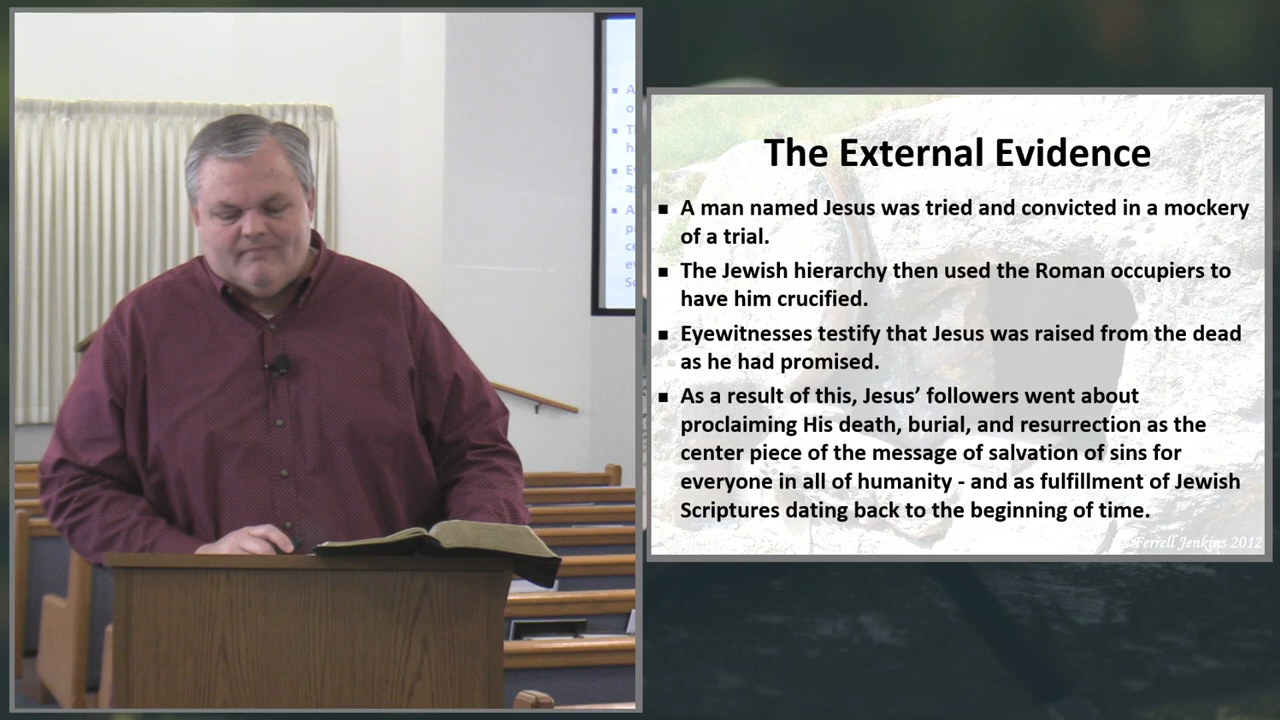 The External Evidence
▪ A man named Jesus was tried and convicted in a mockery
of a trial.
▪ The Jewish hierarchy then used the Roman occupiers to
have him crucified.
▪ Eyewitnesses testify that Jesus was raised from the dead
as he had promised.
▪ As a result of this, Jesus’ followers went about
proclaiming His death, burial, and resurrection as the
center piece of the message of salvation of sins for
everyone in all of humanity - and as fulfillment of Jewish
Scriptures dating back to the beginning of time.
Ferrell Jenkins 2012